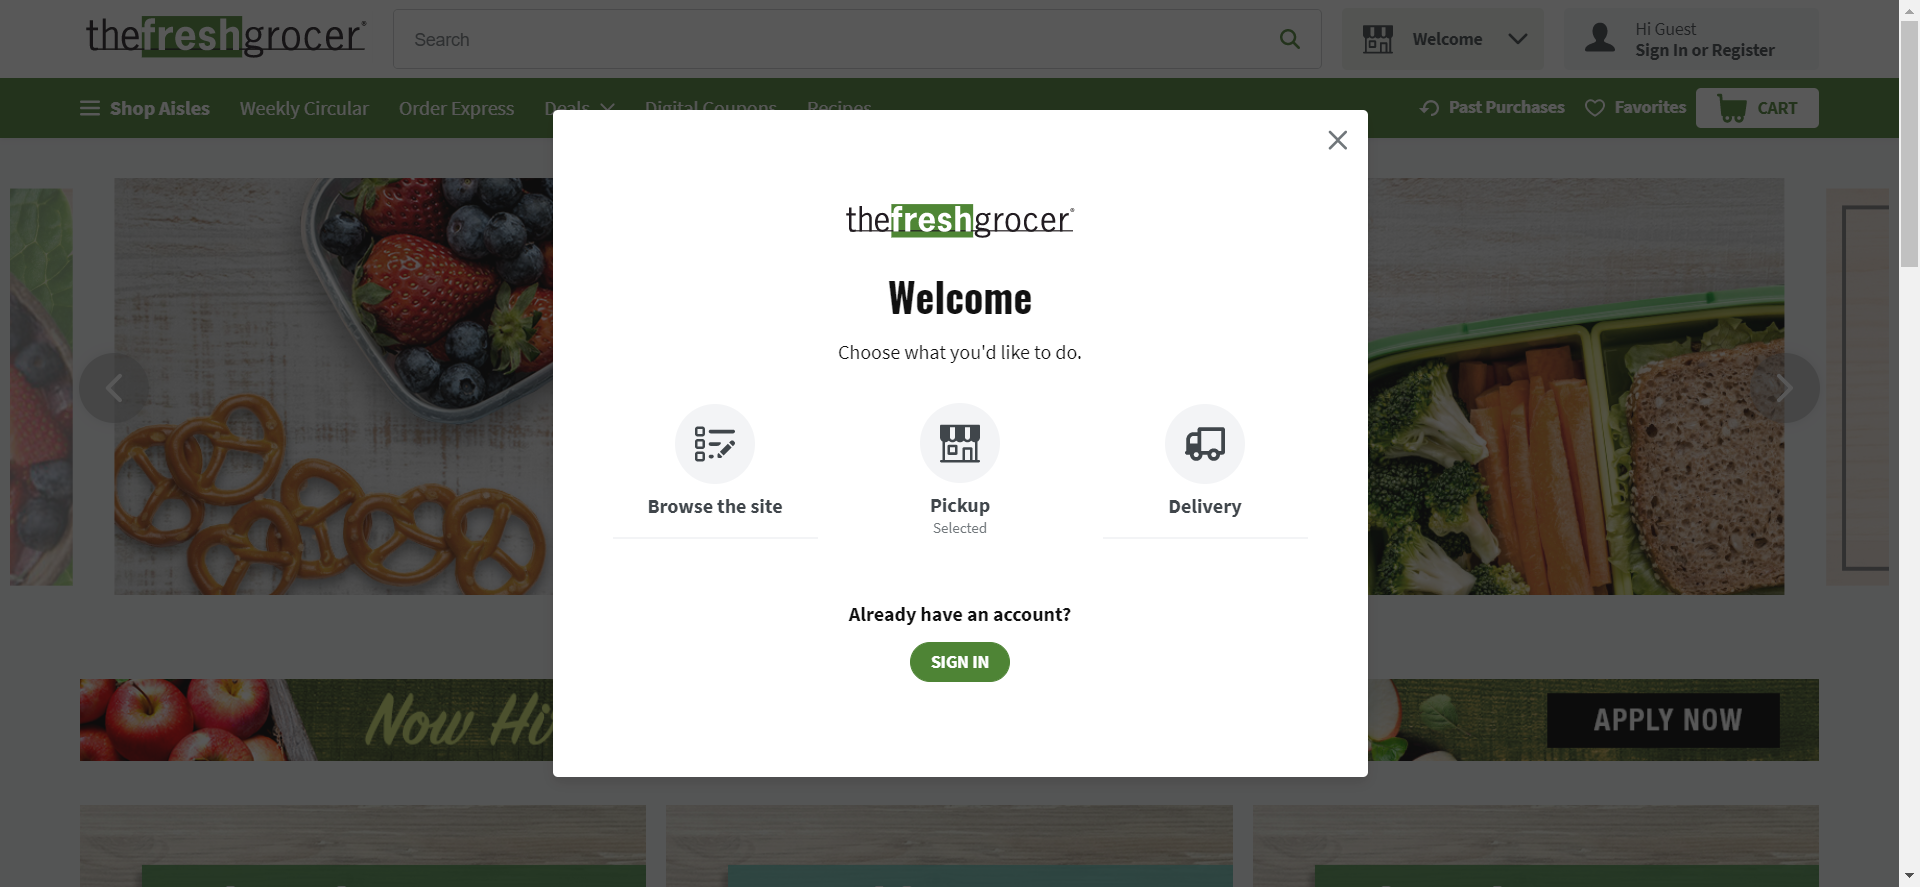 thefreshgrocer
Search
Welcome
Hi Guest
Sign In or Register
Shop Aisles
Weekly Circular
Order Express
Deals
Digital Coupons
Recipes
Past Purchases
Favorites
CART
thefreshgrocer
Welcome
Choose what you'd like to do.
Browse the site
Pickup
Selected
Delivery
Already have an account?
SIGN IN
Now Hi
APPLY NOW